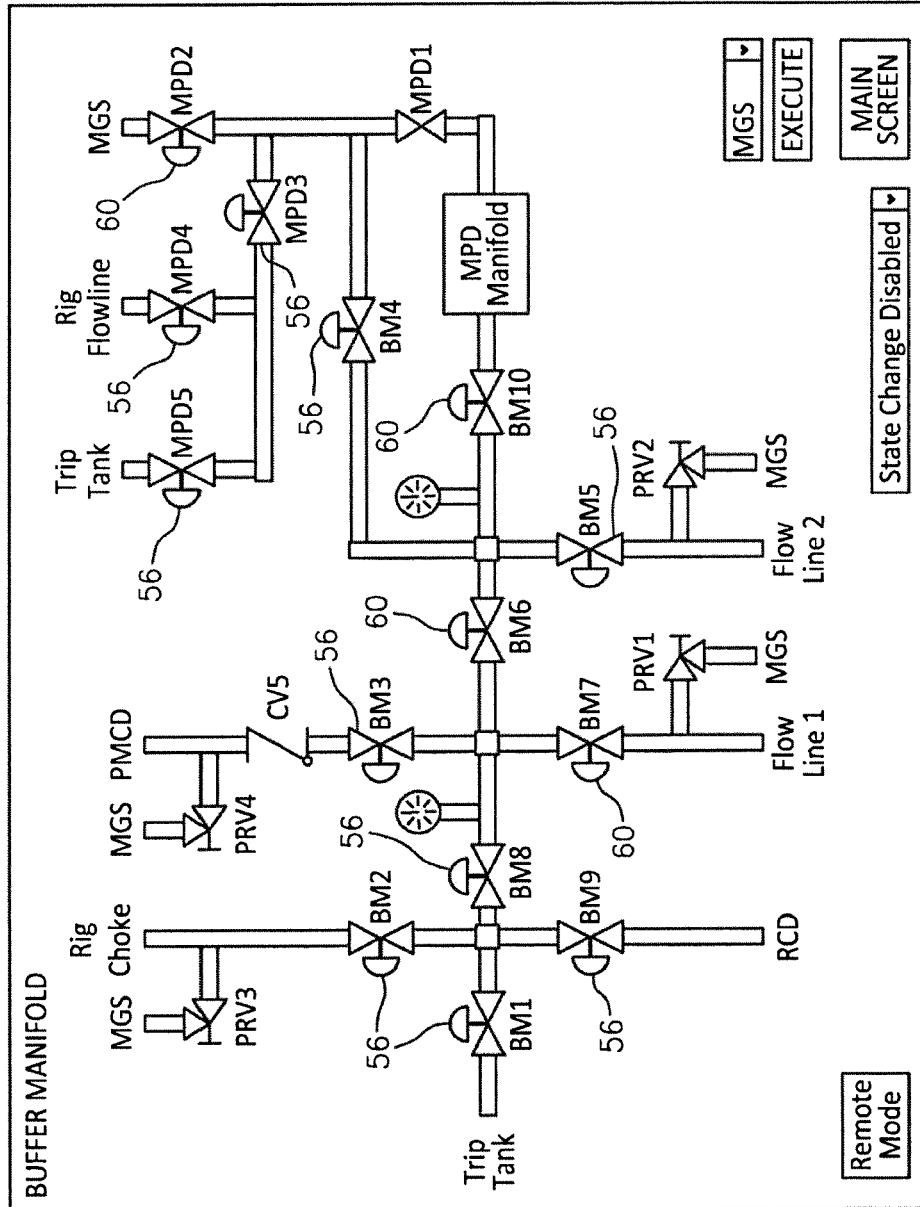 BUFFER MANIFOLD
MGS
PRV3
Rig
Choke
MGS
PRV4
PMCD
CV5
Trip
Tank
MPD5
56
Rig
Flowline
MPD4
56
MGS
MPD2
60
MPD3
56
BM4
56
MPD1
BM2
56
BM3
56
Trip
Tank
BM1
56
BM8
56
BM6
60
BM10
60
MPD
Manifold
BM9
56
RCD
BM7
60
PRV1
MGS
Flow
Line 1
BM5
56
PRV2
MGS
Flow
Line 2
MGS
EXECUTE
Remote
Mode
State Change Disabled
MAIN
SCREEN